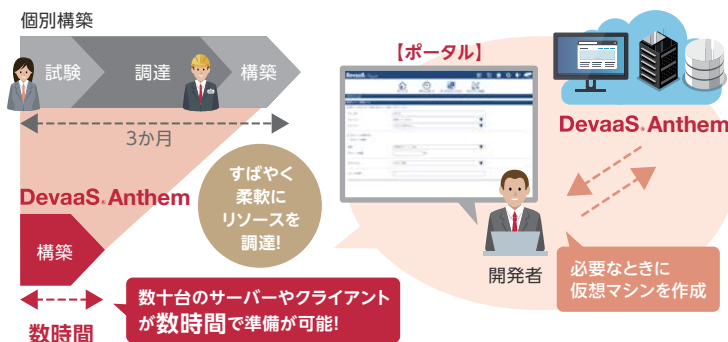 個別構築
試験
調達
構築
3か月
DevaaS.Anthem
構築
数時間
すばやく
柔軟に
リソースを
調達!
数十台のサーバーやクライアント
が数時間で準備が可能!
【ポータル】
開発者
DevaaS.Anthem
必要なときに
仮想マシンを作成